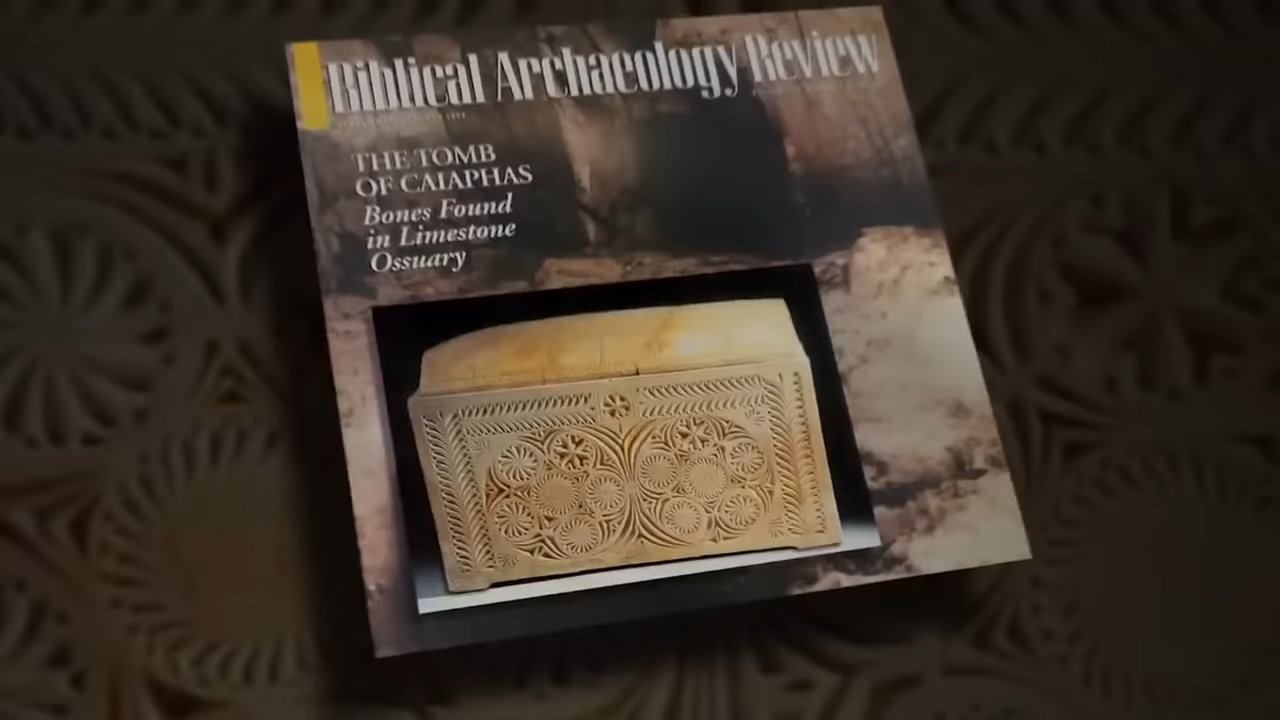 Biblical Archaeology Review
THE TOMB
OF CAIAPHAS
Bones Found
in Limestone
Ossuary